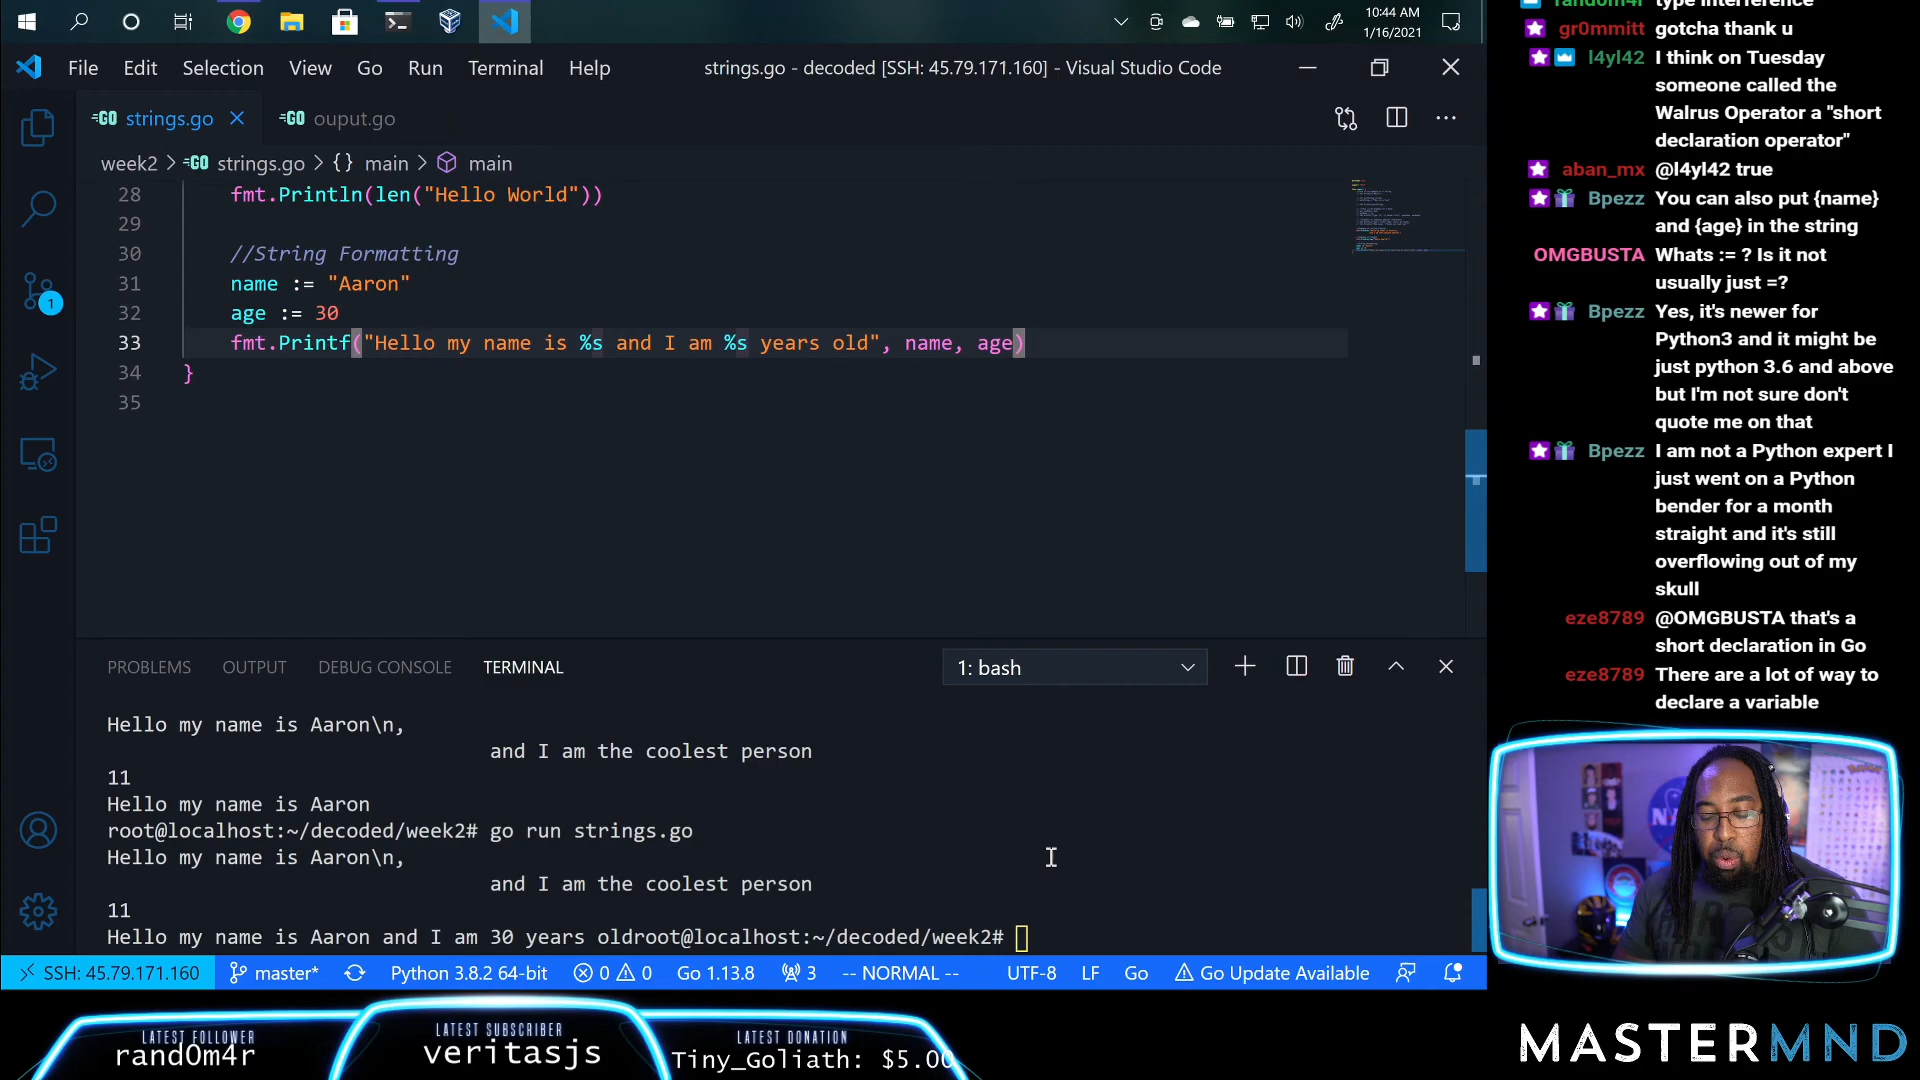 10:44 AM
1/16/2021
File Edit Selection View Go Run Terminal Help
strings.go - decoded [SSH: 45.79.171.160] - Visual Studio Code
strings.go
ouput.go
week2 > strings.go > {} main > main
28 fmt.Println(len("Hello World"))
29
30 //String Formatting
31 name := "Aaron"
32 age := 30
33 fmt.Printf("Hello my name is %s and I am %s years old", name, age)
34 }
35
1
PROBLEMS OUTPUT DEBUG CONSOLE TERMINAL
1: bash
Hello my name is Aaron\n,
and I am the coolest person
11
Hello my name is Aaron
root@localhost:~/decoded/week2# go run strings.go
Hello my name is Aaron\n,
and I am the coolest person
11
Hello my name is Aaron and I am 30 years oldroot@localhost:~/decoded/week2#
SSH: 45.79.171.160 master* Python 3.8.2 64-bit 0 0 Go 1.13.8 3 -- NORMAL -- UTF-8 LF Go Go Update Available
rand0m4r type interference
gr0mmitt gotcha thank u
l4yl42 I think on Tuesday
someone called the
Walrus Operator a "short
declaration operator"
aban_mx @l4yl42 true
Bpezz You can also put {name}
and {age} in the string
OMGBUSTA Whats := ? Is it not
usually just =?
Bpezz Yes, it's newer for
Python3 and it might be
just python 3.6 and above
but I'm not sure don't
quote me on that
Bpezz I am not a Python expert I
just went on a Python
bender for a month
straight and it's still
overflowing out of my
skull
eze8789 @OMGBUSTA that's a
short declaration in Go
eze8789 There are a lot of way to
declare a variable
LATEST FOLLOWER
rand0m4r
LATEST SUBSCRIBER
veritasjs
LATEST DONATION
Tiny_Goliath: $5.00
MASTERMND